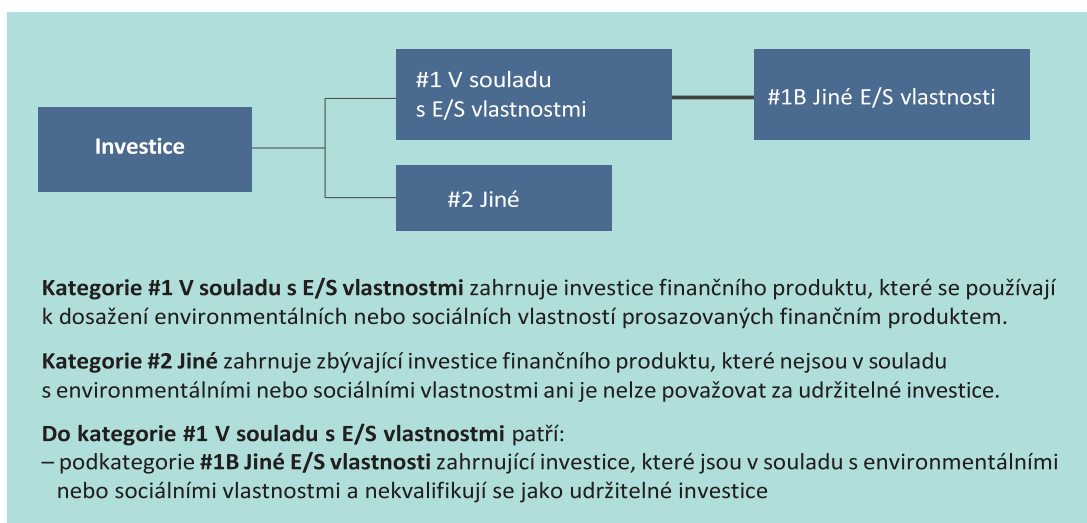 Investice
#1 V souladu
s E/S vlastnostmi
#1B Jiné E/S vlastnosti
#2 Jiné
Kategorie #1 V souladu s E/S vlastnostmi zahrnuje investice finančního produktu, které se používají
k dosažení environmentálních nebo sociálních vlastností prosazovaných finančním produktem.
Kategorie #2 Jiné zahrnuje zbývající investice finančního produktu, které nejsou v souladu
s environmentálními nebo sociálními vlastnostmi ani je nelze považovat za udržitelné investice.
Do kategorie #1 V souladu s E/S vlastnostmi patří:
– podkategorie #1B Jiné E/S vlastnosti zahrnující investice, které jsou v souladu s environmentálními
nebo sociálními vlastnostmi a nekvalifikují se jako udržitelné investice